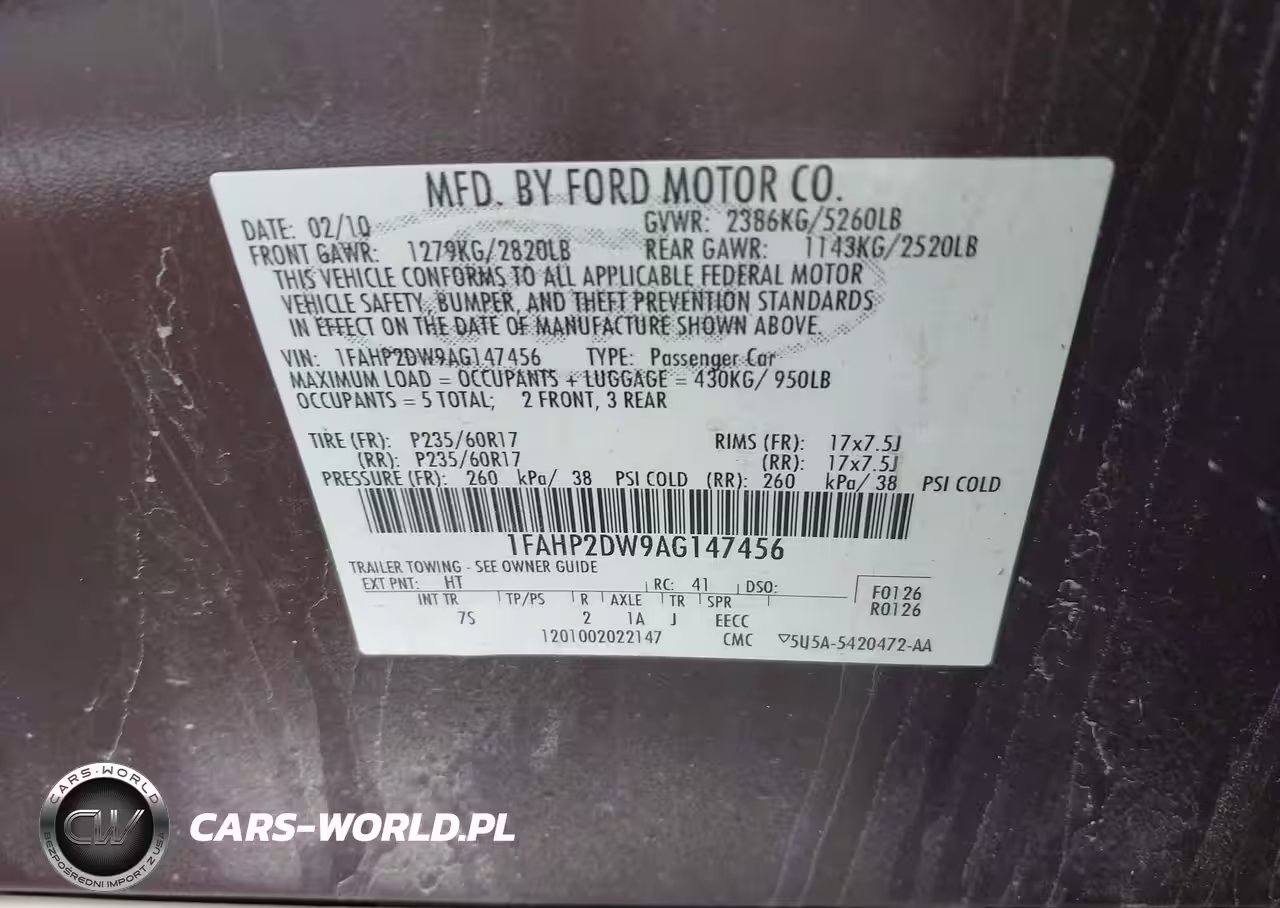 MFD. BY FORD MOTOR CO.
DATE: 02/10 GVWR: 2386KG/5260LB
FRONT GAWR: 1279KG/2820LB REAR GAWR: 1143KG/2520LB
THIS VEHICLE CONFORMS TO ALL APPLICABLE FEDERAL MOTOR
VEHICLE SAFETY, BUMPER, AND THEFT PREVENTION STANDARDS
IN EFFECT ON THE DATE OF MANUFACTURE SHOWN ABOVE.
VIN: 1FAHP2DW9AG147456 TYPE: Passenger Car
MAXIMUM LOAD = OCCUPANTS + LUGGAGE = 430KG/ 950LB
OCCUPANTS = 5 TOTAL; 2 FRONT, 3 REAR
TIRE (FR): P235/60R17 RIMS (FR): 17x7.5J
(RR): P235/60R17 (RR): 17x7.5J
PRESSURE (FR): 260 kPa/ 38 PSI COLD (RR): 260 kPa/ 38 PSI COLD
1FAHP2DW9AG147456
TRAILER TOWING - SEE OWNER GUIDE
EXT PNT: HT RC: 41 DSO: F0126
INT TR TP/PS R AXLE TR SPR R0126
7S 2 1A J EECC
1201002022147 CMC 5U5A-5420472-AA
CARS-WORLD
CW
BEZPOŚREDNI IMPORT Z USA
CARS-WORLD.PL